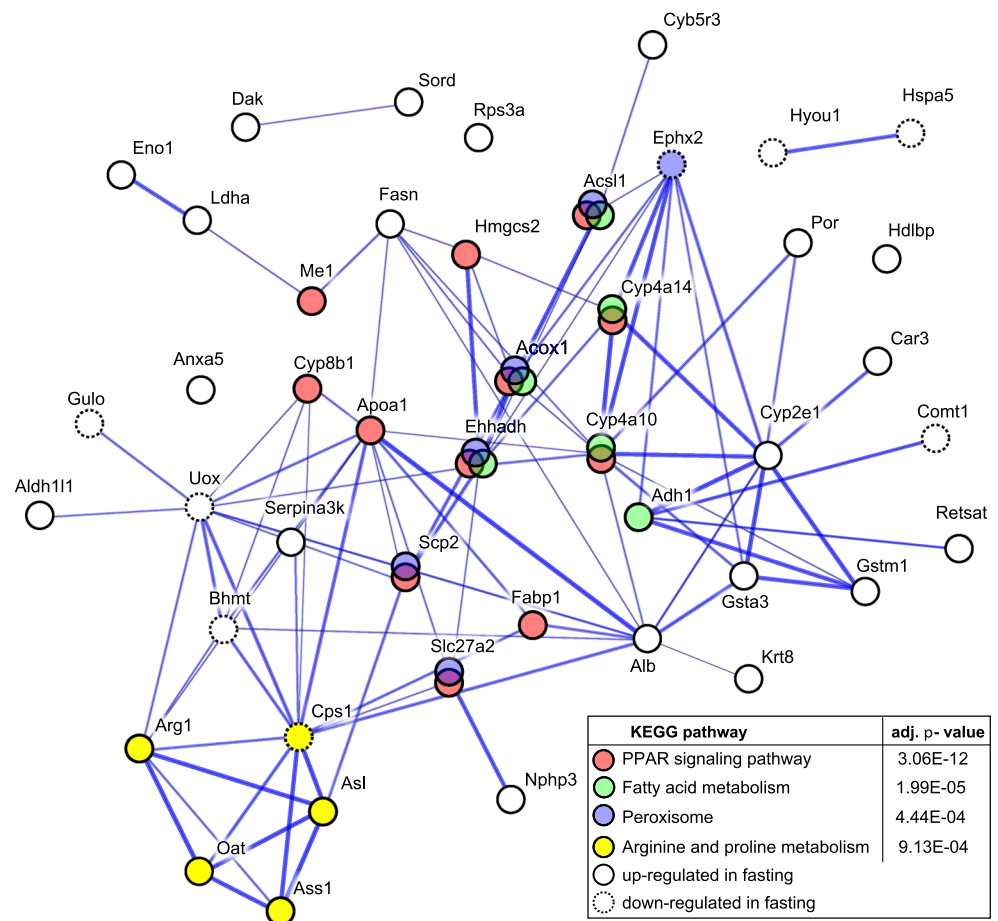 Cyb5r3
Sord
Dak
Rps3a
Hspa5
Hyou1
Ephx2
Eno1
Acsl1
Ldha
Fasn
Hmgcs2
Por
Hdlbp
Me1
Cyp4a14
Acox1
Car3
Anxa5
Cyp8b1
Gulo
Apoa1
Ehhadh
Cyp4a10
Cyp2e1
Comt1
Aldh1l1
Uox
Serpina3k
Adh1
Retsat
Scp2
Gstm1
Bhmt
Fabp1
Gsta3
Slc27a2
Alb
Krt8
Arg1
Cps1
Asl
Nphp3
Oat
Ass1
KEGG pathway adj. p- value
PPAR signaling pathway 3.06E-12
Fatty acid metabolism 1.99E-05
Peroxisome 4.44E-04
Arginine and proline metabolism 9.13E-04
up-regulated in fasting
down-regulated in fasting